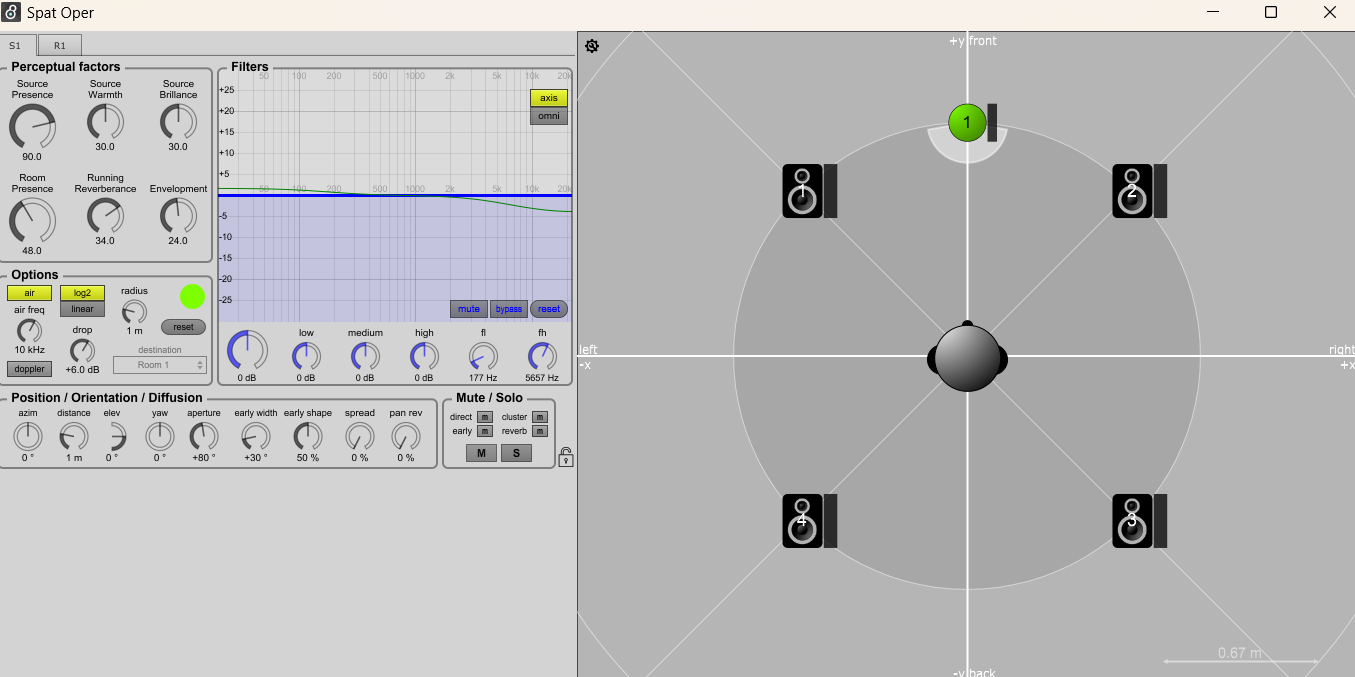 Spat Oper
S1 R1
Perceptual factors
Source Presence
Source Warmth
Source Brillance
90.0 30.0 30.0
Room Presence
Running Reverberance
Envelopment
48.0 34.0 24.0
Options
air log2 radius
linear
air freq
drop
1 m
reset
10 kHz
+6.0 dB
destination
Room 1
doppler
Filters
50 100 200 500 1000 2k 5k 10k 20k
+25
+20
+15
+10
+5
-5
-10
-15
-20
-25
50 100 200 500 1000 2k 5k 10k 20k
axis
omni
mute bypass reset
low medium high fl fh
0 dB 0 dB 0 dB 0 dB 177 Hz 5657 Hz
Position / Orientation / Diffusion
azim distance elev yaw aperture early width early shape spread pan rev
0 ° 1 m 0 ° 0 ° +80 ° +30 ° 50 % 0 % 0 %
Mute / Solo
direct m cluster m
early m reverb m
M S
+y front
1
1 2
left
-x
right
+x
4 3
0.67 m
-y back